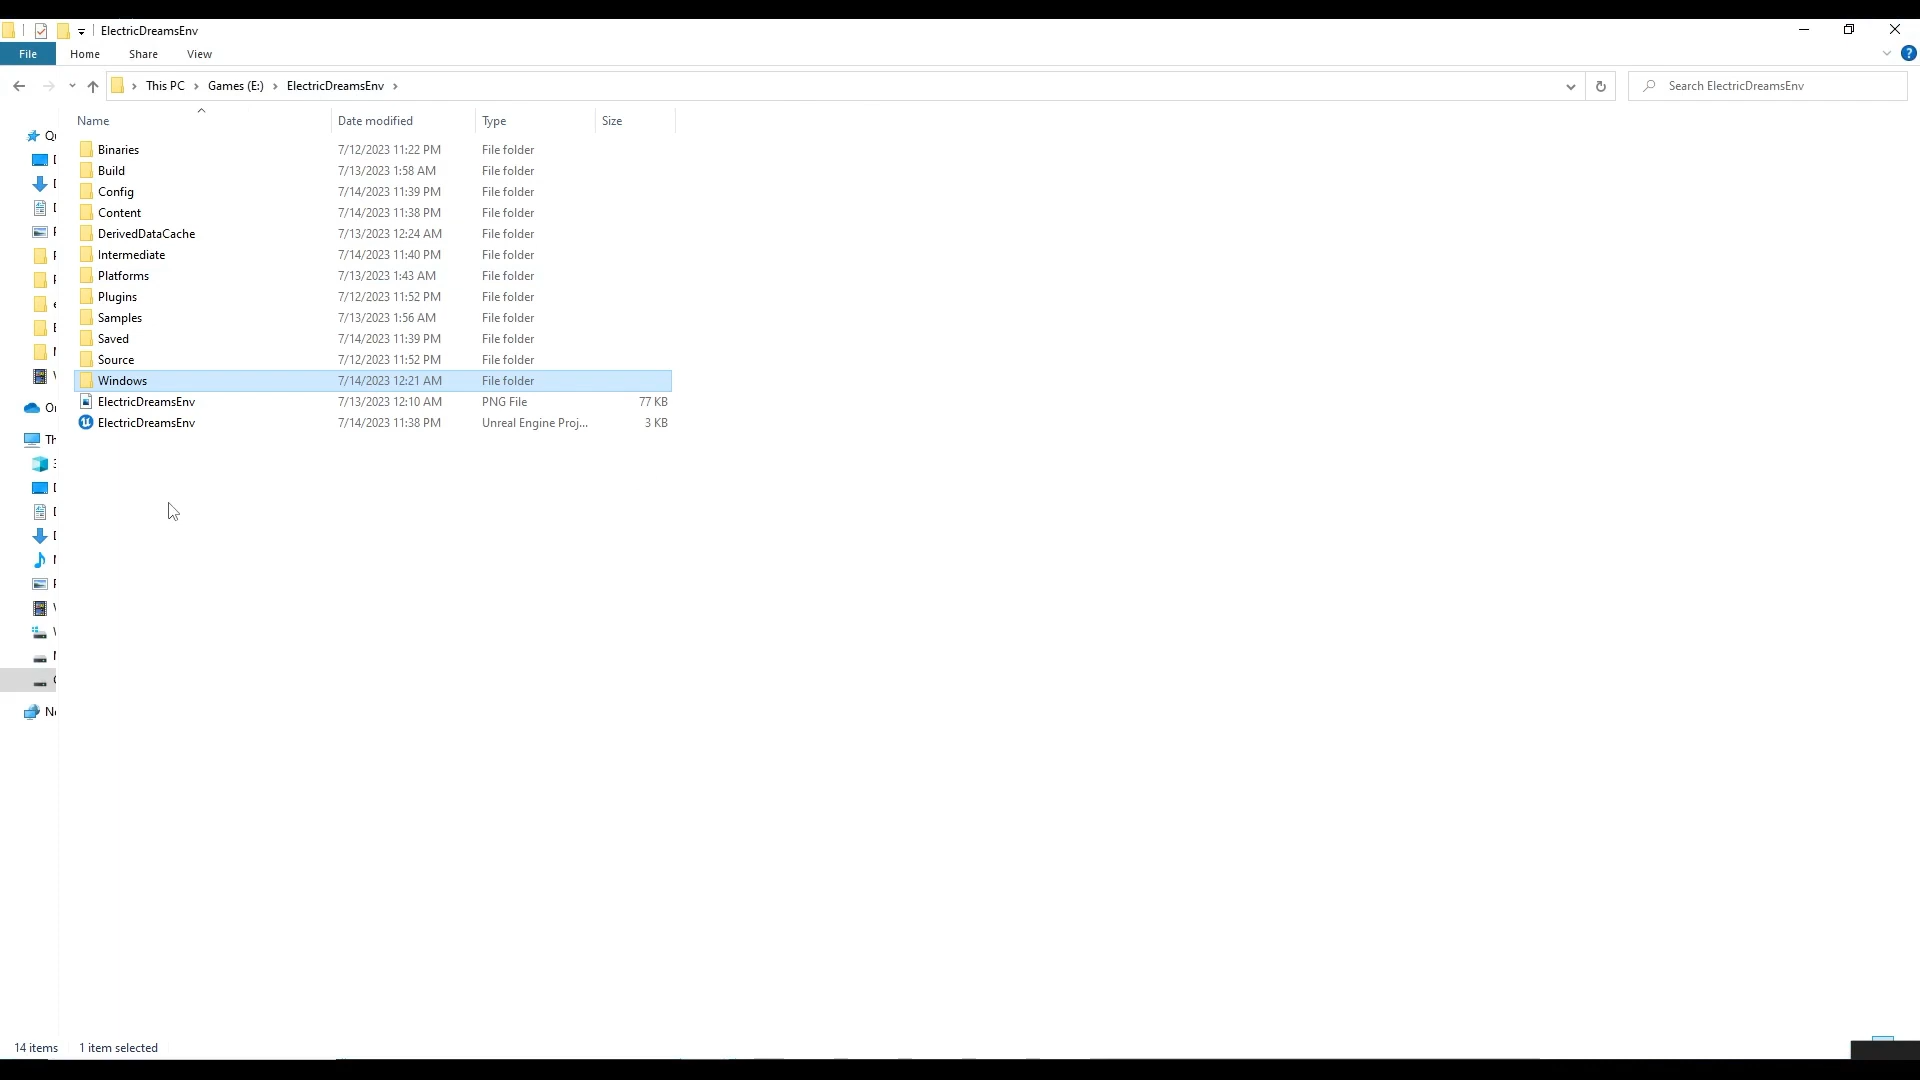 ElectricDreamsEnv
File Home Share View
This PC Games (E:) ElectricDreamsEnv Search ElectricDreamsEnv
Name Date modified Type Size
Binaries 7/12/2023 11:22 PM File folder
Build 7/13/2023 1:58 AM File folder
Config 7/14/2023 11:39 PM File folder
Content 7/14/2023 11:38 PM File folder
DerivedDataCache 7/13/2023 12:24 AM File folder
Intermediate 7/14/2023 11:40 PM File folder
Platforms 7/13/2023 1:43 AM File folder
Plugins 7/12/2023 11:52 PM File folder
Samples 7/13/2023 1:56 AM File folder
Saved 7/14/2023 11:39 PM File folder
Source 7/12/2023 11:52 PM File folder
Windows 7/14/2023 12:21 AM File folder
ElectricDreamsEnv 7/13/2023 12:10 AM PNG File 77 KB
ElectricDreamsEnv 7/14/2023 11:38 PM Unreal Engine Proj... 3 KB
14 items 1 item selected